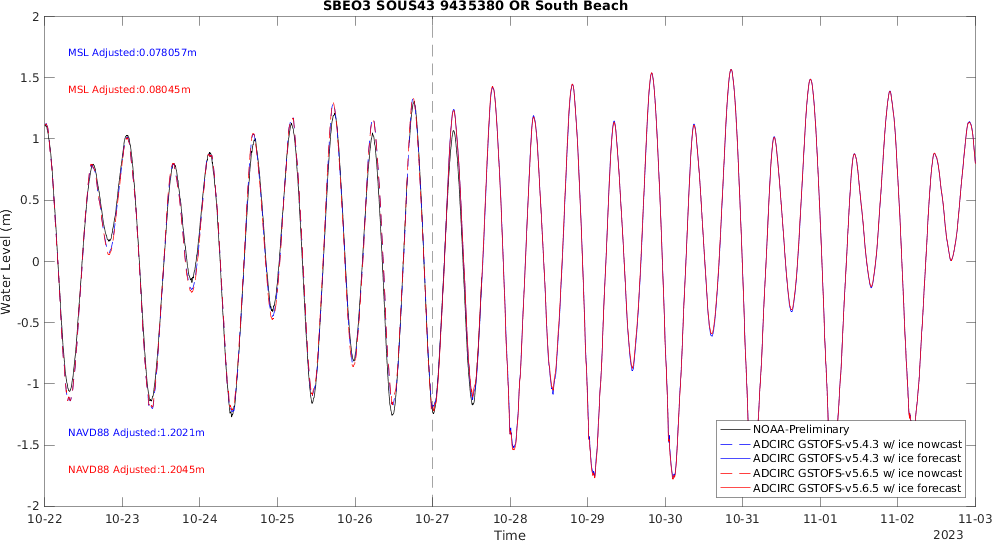 SBEO3 SOUS43 9435380 OR South Beach
2
1.5
1
0.5
0
-0.5
-1
-1.5
-2
Water Level (m)
MSL Adjusted:0.078057m
MSL Adjusted:0.08045m
NAVD88 Adjusted:1.2021m
NAVD88 Adjusted:1.2045m
NOAA-Preliminary
ADCIRC GSTOFS-v5.4.3 w/ ice nowcast
ADCIRC GSTOFS-v5.4.3 w/ ice forecast
ADCIRC GSTOFS-v5.6.5 w/ ice nowcast
ADCIRC GSTOFS-v5.6.5 w/ ice forecast
10-22 10-23 10-24 10-25 10-26 10-27 10-28 10-29 10-30 10-31 11-01 11-02 11-03
Time
2023